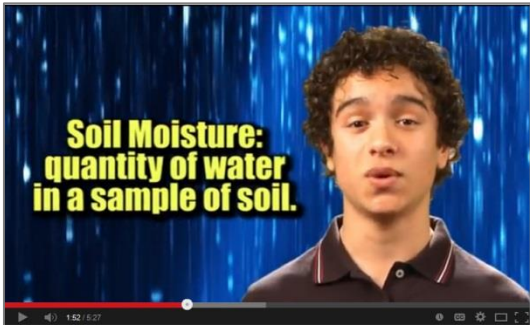 Soil Moisture:
quantity of water
in a sample of soil.
1:52 / 5:27